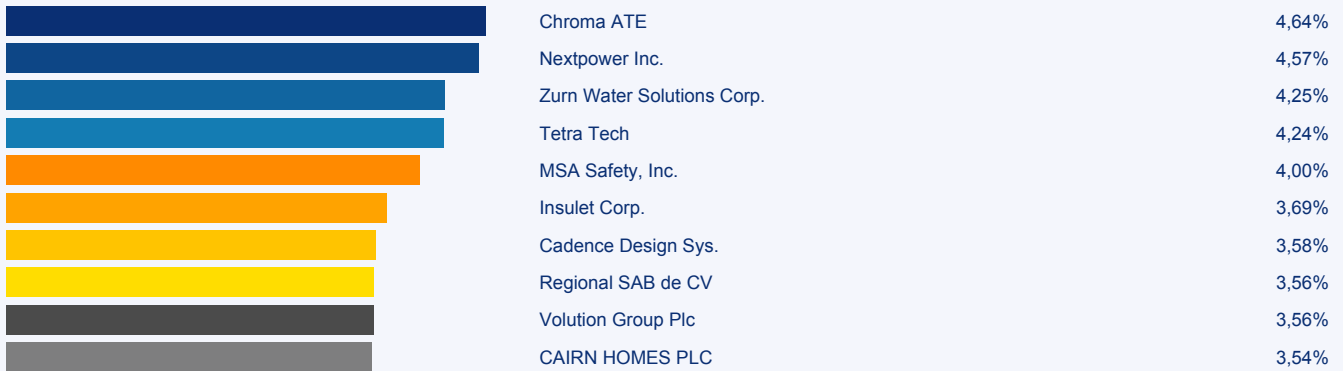 Chroma ATE 4,64%
Nextpower Inc. 4,57%
Zurn Water Solutions Corp. 4,25%
Tetra Tech 4,24%
MSA Safety, Inc. 4,00%
Insulet Corp. 3,69%
Cadence Design Sys. 3,58%
Regional SAB de CV 3,56%
Volution Group Plc 3,56%
CAIRN HOMES PLC 3,54%